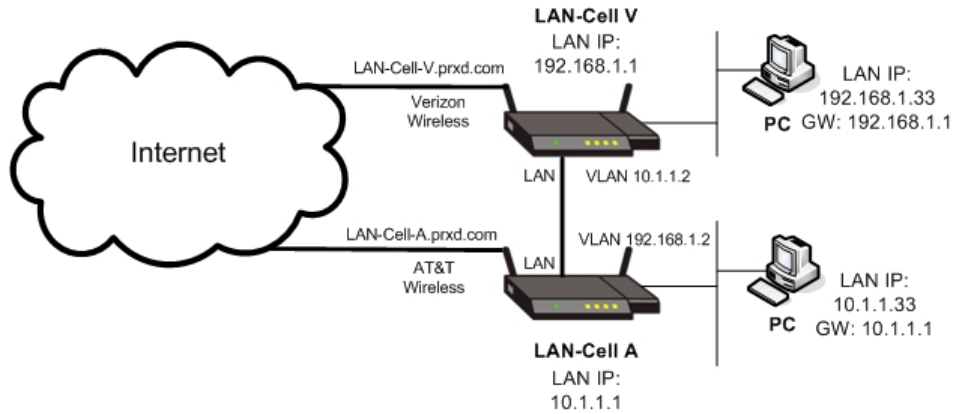 LAN-Cell V
LAN IP:
192.168.1.1
LAN-Cell-V.prxd.com
Verizon
Wireless
LAN IP:
192.168.1.33
PC GW: 192.168.1.1
Internet
LAN VLAN 10.1.1.2
LAN-Cell-A.prxd.com
AT&T
Wireless
LAN
VLAN 192.168.1.2
LAN IP:
10.1.1.33
PC GW: 10.1.1.1
LAN-Cell A
LAN IP:
10.1.1.1